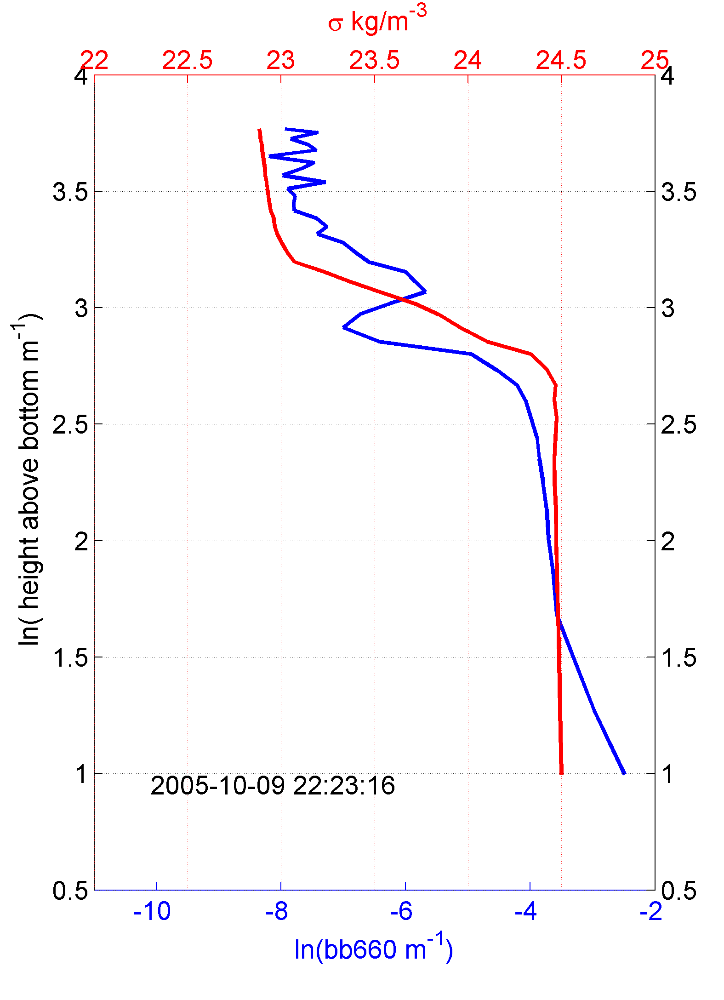 σ kg/m-3
22 22.5 23 23.5 24 24.5 25
4 4
3.5 3.5
3 3
2.5 2.5
2 2
1.5 1.5
1 1
0.5 0.5
ln( height above bottom m-1)
2005-10-09 22:23:16
-10 -8 -6 -4 -2
ln(bb660 m-1)